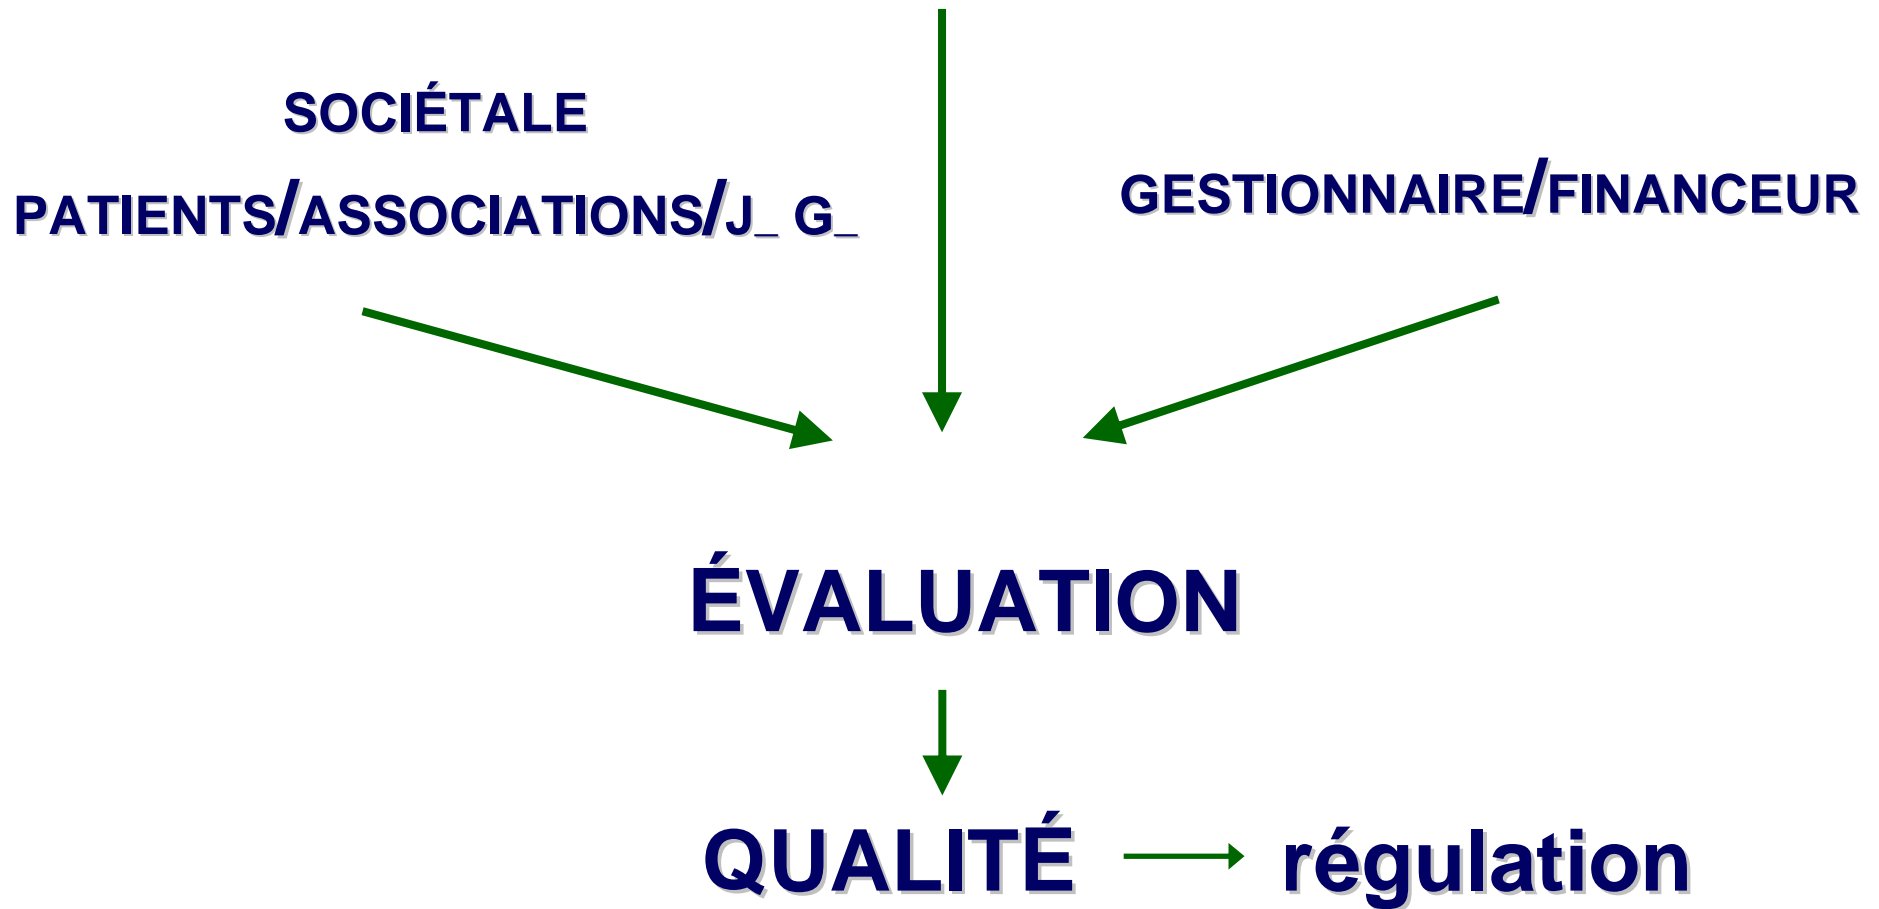 SOCIÉTALE
PATIENTS/ASSOCIATIONS/J_ G_
GESTIONNAIRE/FINANCEUR
ÉVALUATION
QUALITÉ
régulation